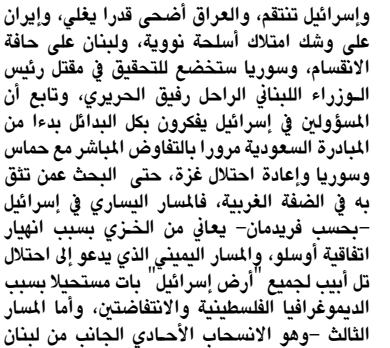 وإسرائيل تنتقم، والعراق أضحى قدرا يغلي، وإيران
على وشك امتلاك أسلحة نووية، ولبنان على حافة
الانقسام، وسوريا ستخضع للتحقيق في مقتل رئيس
الـوزراء اللبناني الراحل رفيق الحريري، وتابع أن
المسؤولين في إسرائيل يفكرون بكل البدائل بدءا من
المبادرة السعودية مرورا بالتفاوض المباشر مع حماس
وسوريا وإعادة احتلال غزة، حتى البحث عمن تثق
به في الضفة الغربية، فالمسار اليساري في إسرائيل
–بحسب فريدمان– يعاني من الخـزي بسبب انهيار
اتفاقية أوسلو، والمسار اليميني الذي يدعو إلى احتلال
تل أبيب لجميع "أرض إسرائيل" بات مستحيلا بسبب
الديموغرافيا الفلسطينية والانتفاضتين، وأما المسار
الثالث –وهو الانسحاب الأحـادي الجانب من لبنان